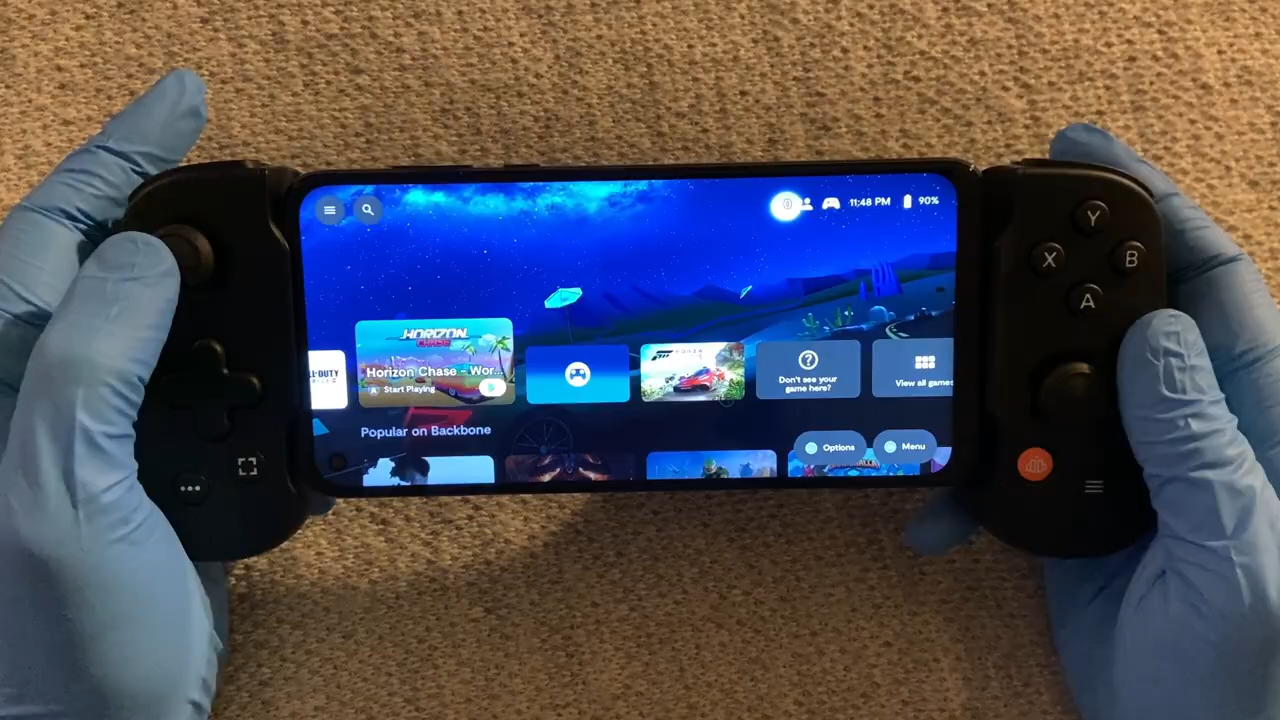 11:48 PM
90%
Y
X
B
A
HORIZON
CHASE
Horizon Chase - Wor...
A Start Playing
FORZA
Don't see your
game here?
View all games
Popular on Backbone
Options
Menu